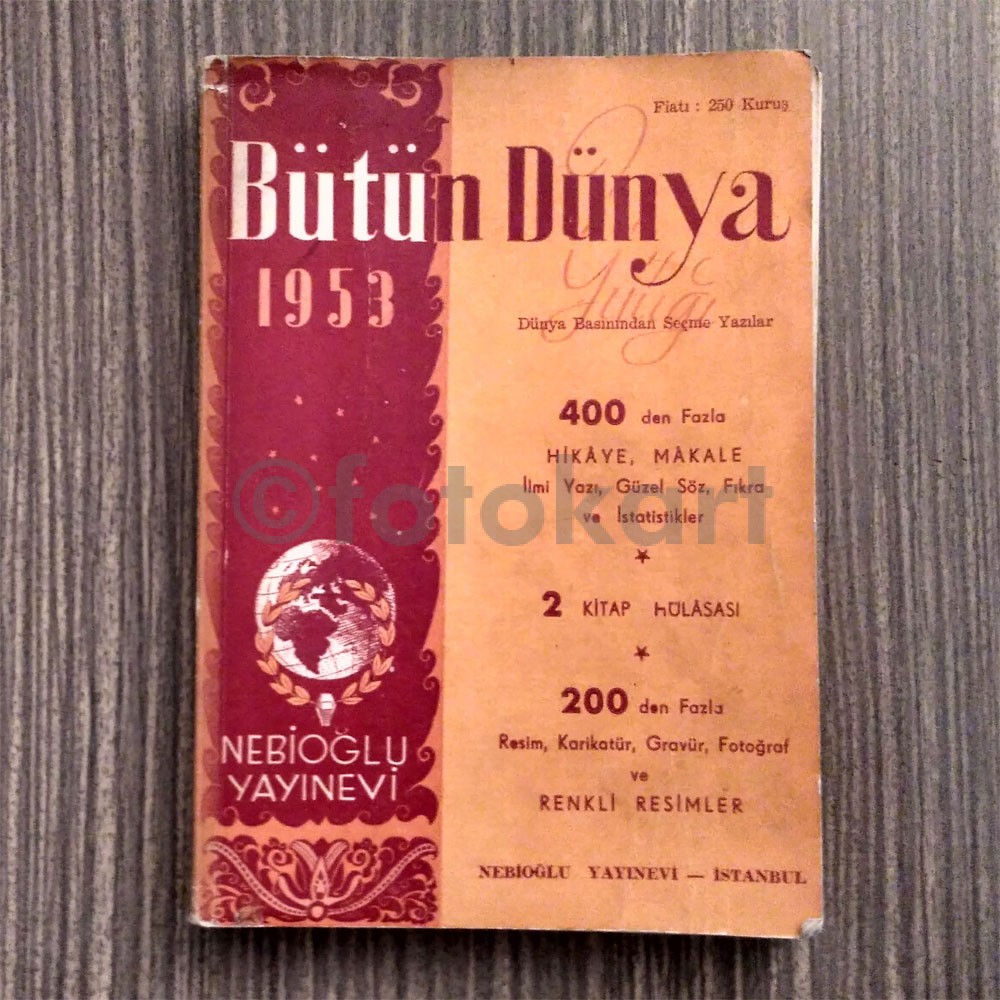 Fiatı : 250 Kuruş
Bütün Dünya
1953
Dünya Basınından Seçme Yazılar
400 den Fazla
HİKÂYE, MÂKALE
İlmi Yazı, Güzel Söz, Fıkra
ve İstatistikler
2 KİTAP HÜLÂSASI
200 den Fazla
Resim, Karikatür, Gravür, Fotoğraf
ve
RENKLİ RESİMLER
NEBİOĞLU
YAYINEVİ
NEBİOĞLU YAYINEVİ — İSTANBUL
©fotokart